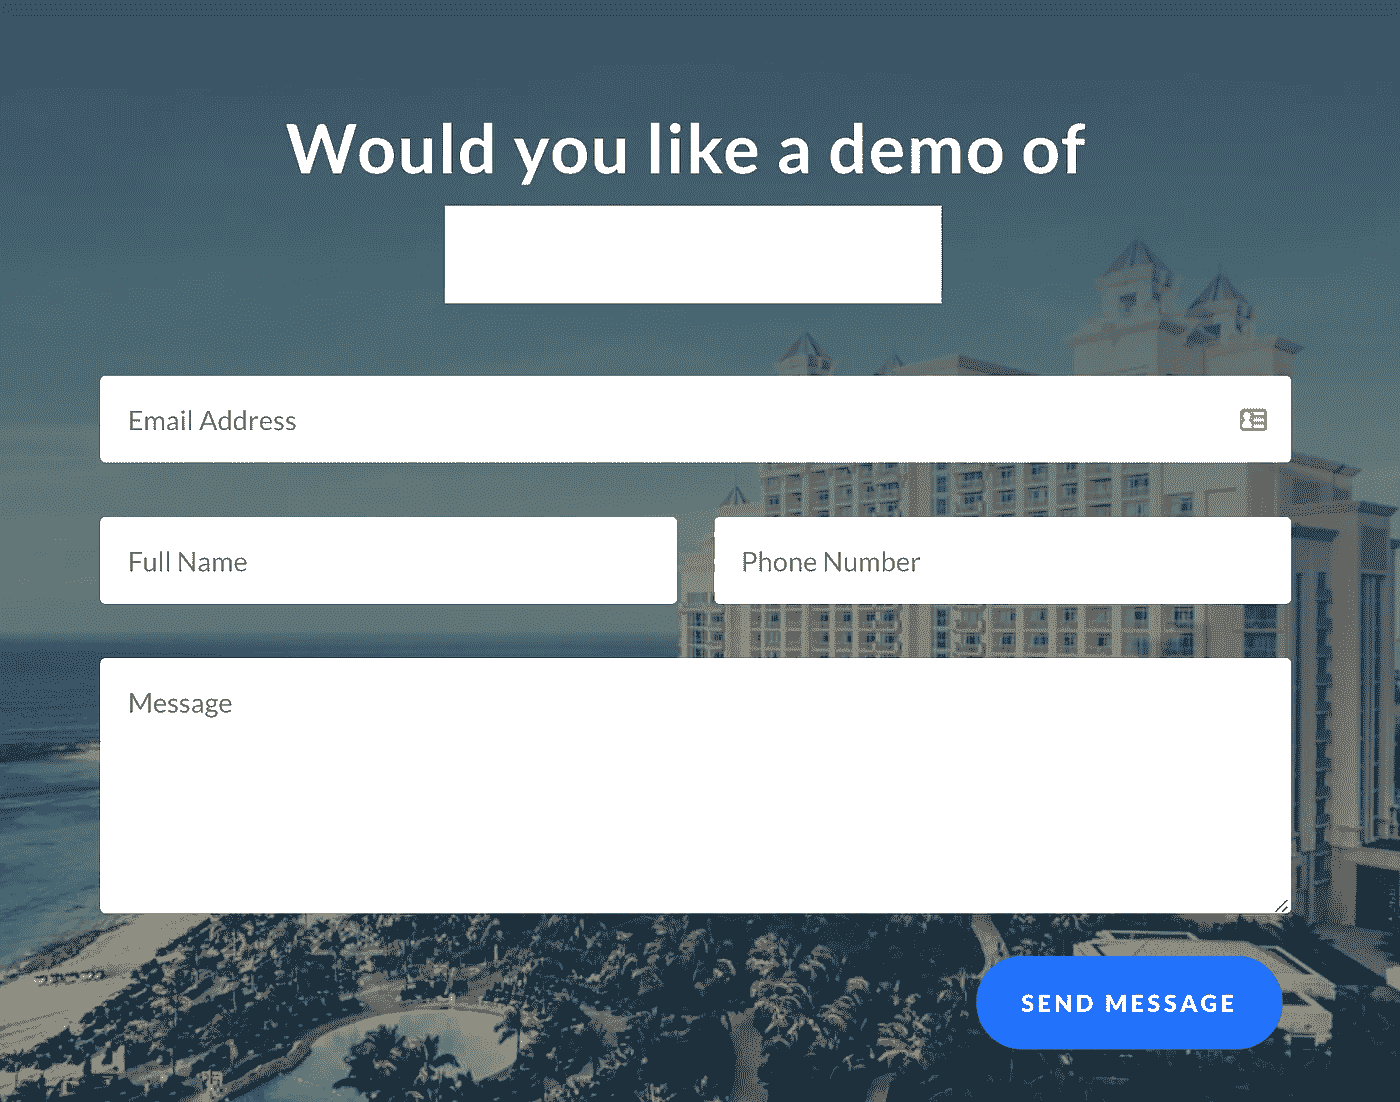 Would you like a demo of
Email Address
Full Name
Phone Number
Message
SEND MESSAGE